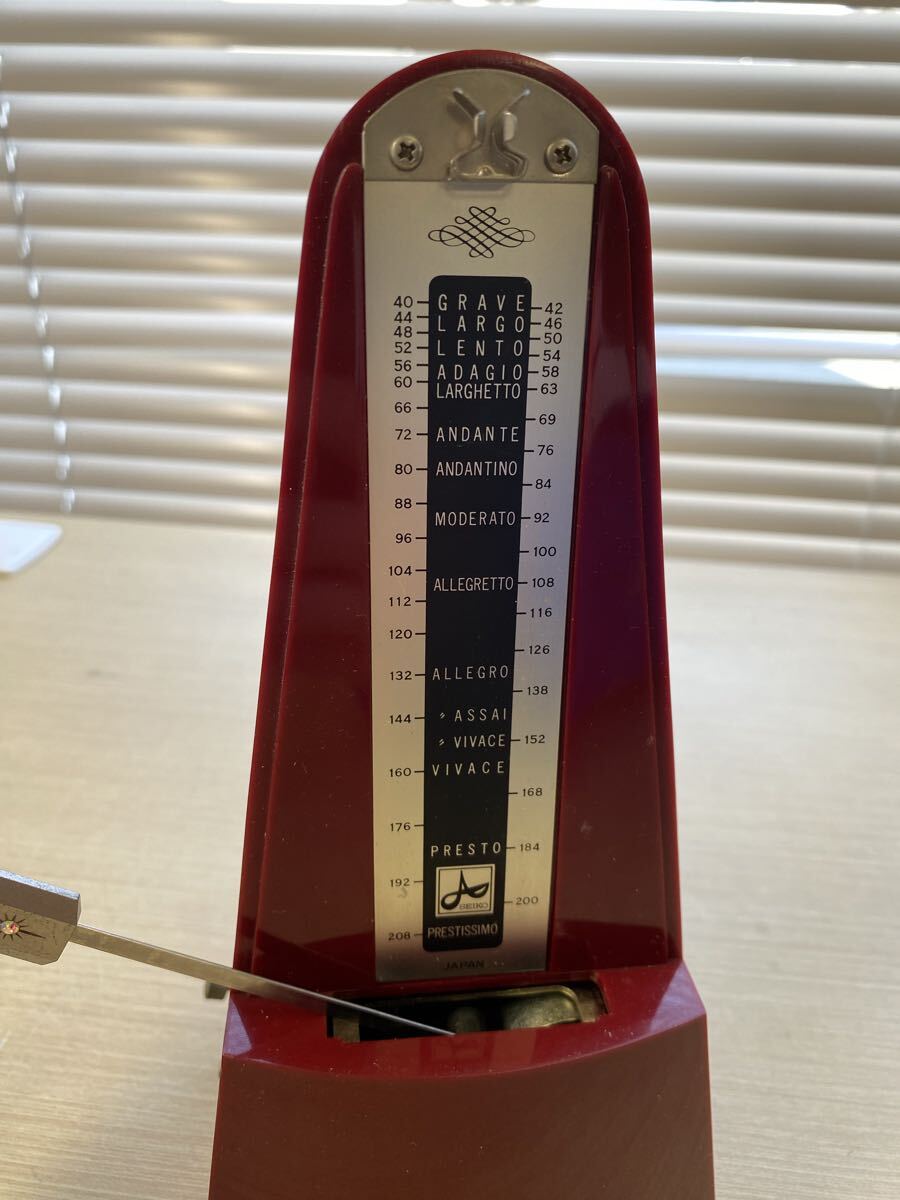 40 GRAVE 42
44 LARGO 46
48 50
52 LENTO 54
56 ADAGIO 58
60 LARGHETTO 63
66 69
72 ANDANTE 76
80 ANDANTINO 84
88 MODERATO 92
96 100
104 ALLEGRETTO 108
112 116
120 126
132 ALLEGRO 138
144 〃 ASSAI
〃 VIVACE 152
160 VIVACE 168
176 PRESTO 184
192 SEIKO 200
208 PRESTISSIMO
JAPAN